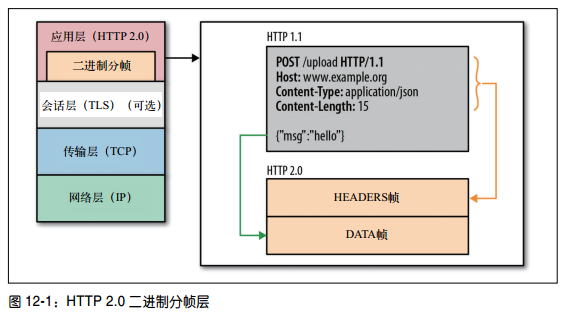 应用层（HTTP 2.0）
二进制分帧
会话层（TLS）（可选）
传输层（TCP）
网络层（IP）
HTTP 1.1
POST /upload HTTP/1.1
Host: www.example.org
Content-Type: application/json
Content-Length: 15
{"msg":"hello"}
HTTP 2.0
HEADERS帧
DATA帧
图 12-1：HTTP 2.0 二进制分帧层